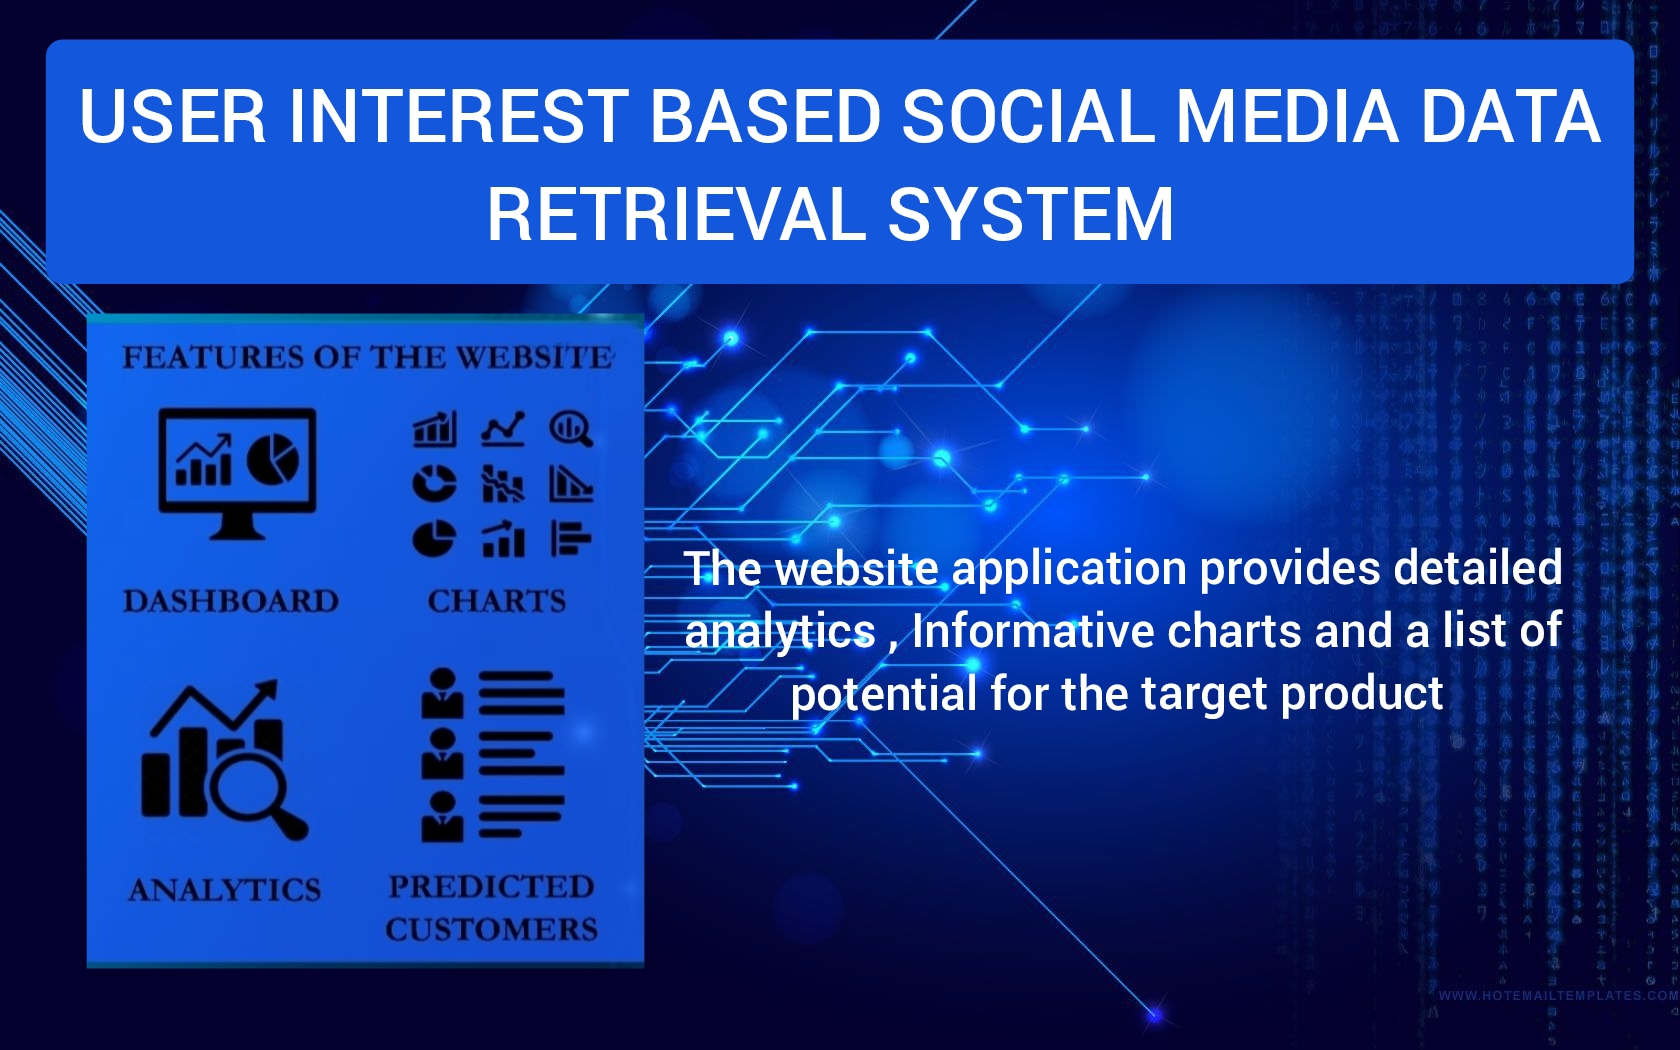 USER INTEREST BASED SOCIAL MEDIA DATA
RETRIEVAL SYSTEM
FEATURES OF THE WEBSITE
DASHBOARD
CHARTS
ANALYTICS
PREDICTED
CUSTOMERS
The website application provides detailed
analytics , Informative charts and a list of
potential for the target product
WWW.HOTEMAILTEMPLATES.COM